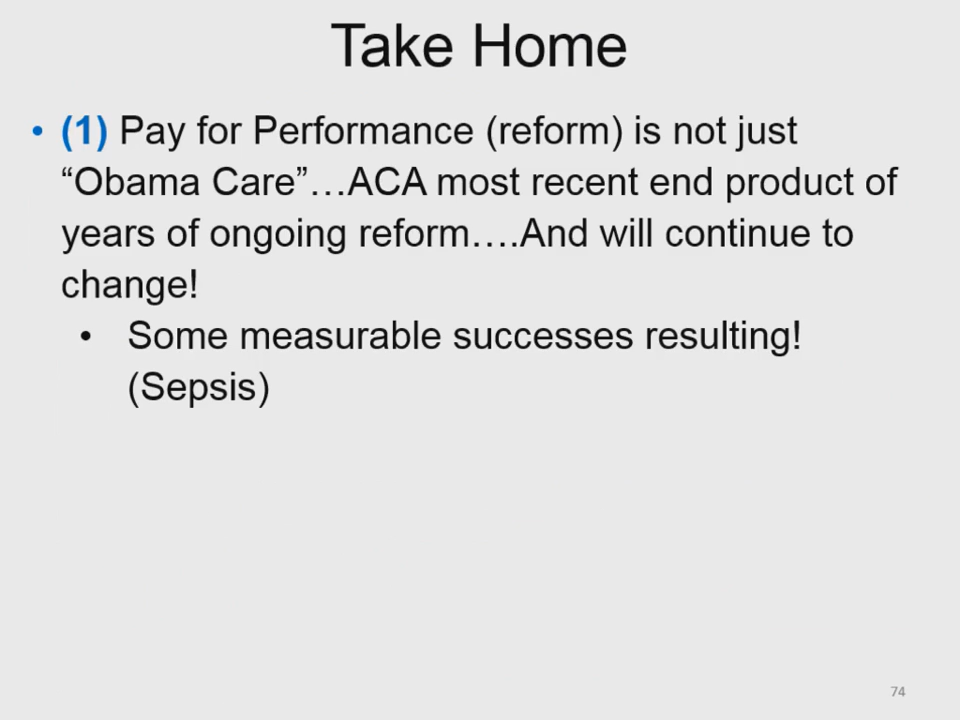 Take Home
• (1) Pay for Performance (reform) is not just
“Obama Care”…ACA most recent end product of
years of ongoing reform….And will continue to
change!
• Some measurable successes resulting!
(Sepsis)
74